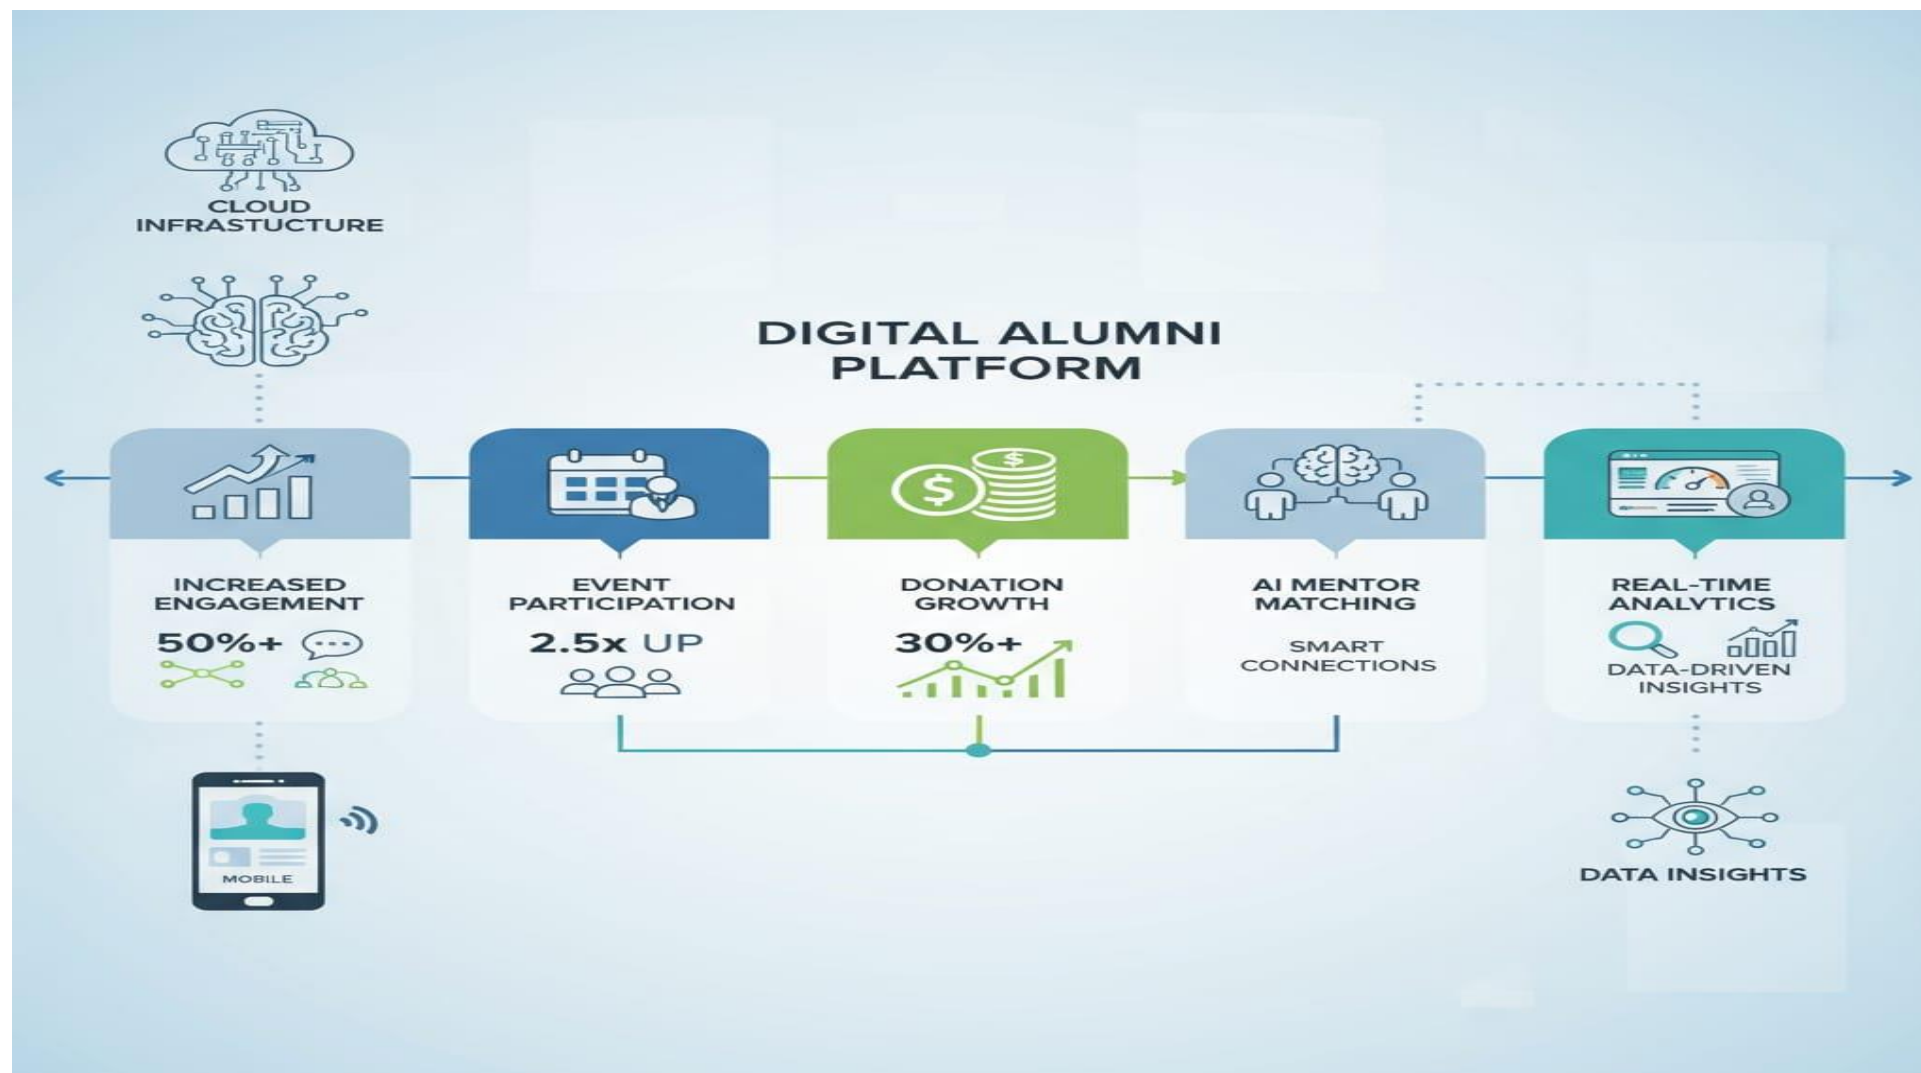 CLOUD
INFRASTUCTURE
DIGITAL ALUMNI
PLATFORM
INCREASED
ENGAGEMENT
50%+
EVENT
PARTICIPATION
2.5x UP
DONATION
GROWTH
30%+
AI MENTOR
MATCHING
SMART
CONNECTIONS
REAL-TIME
ANALYTICS
DATA-DRIVEN
INSIGHTS
MOBILE
DATA INSIGHTS